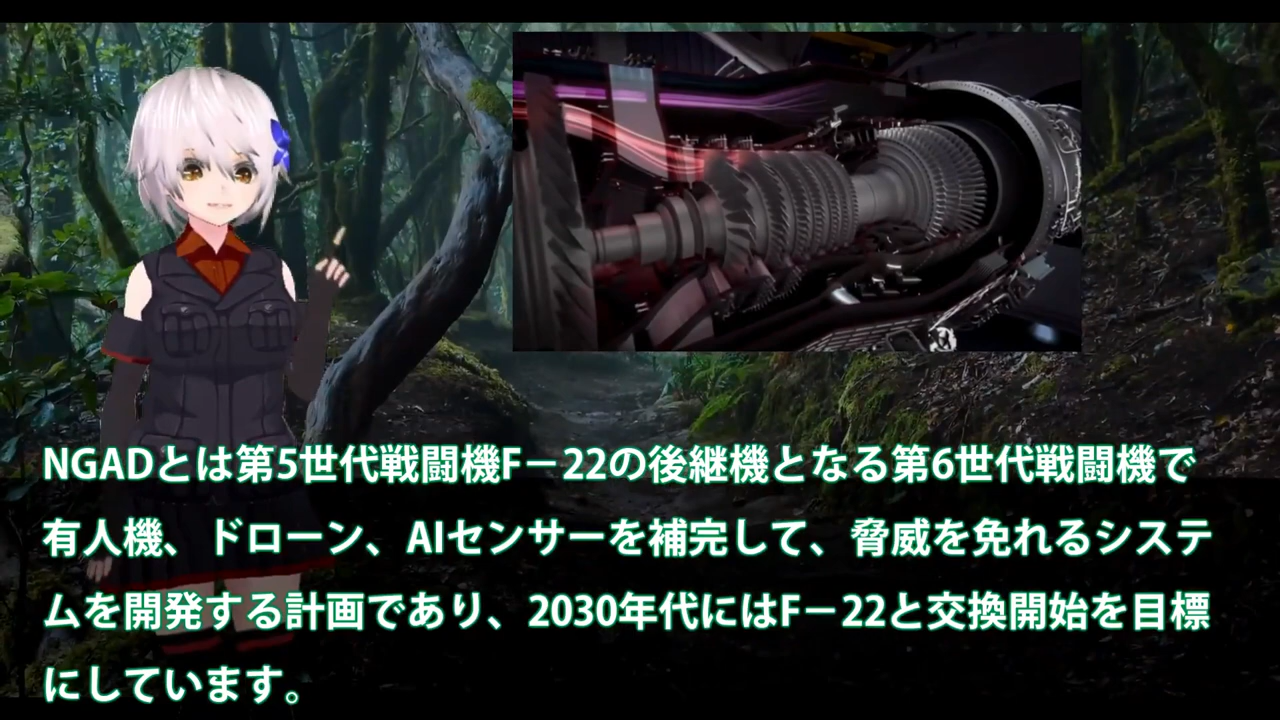 NGADとは第5世代戦闘機F－22の後継機となる第6世代戦闘機で
有人機、ドローン、AIセンサーを補完して、脅威を免れるシステ
ムを開発する計画であり、2030年代にはF－22と交換開始を目標
にしています。